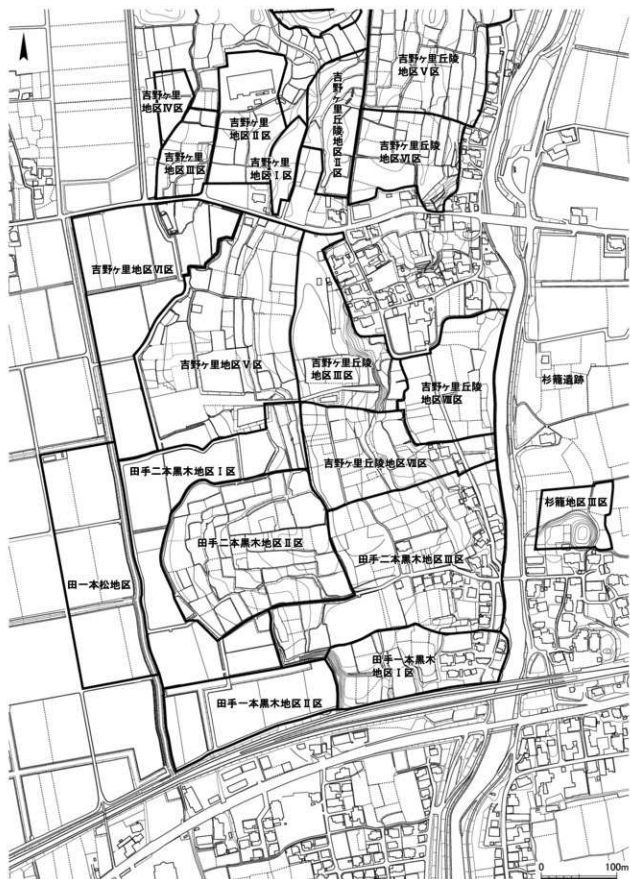 吉野ヶ里丘陵
地区Ⅴ区
吉野ヶ里
地区Ⅳ区
吉野ヶ里
地区Ⅱ区
吉野ヶ里丘陵地区Ⅱ区
吉野ヶ里
地区Ⅲ区
吉野ヶ里
地区Ⅰ区
吉野ヶ里丘陵
地区Ⅵ区
吉野ヶ里地区Ⅵ区
吉野ヶ里地区Ⅴ区
吉野ヶ里丘陵
地区Ⅲ区
吉野ヶ里丘陵
地区Ⅷ区
杉籠遺跡
田手二本黒木地区Ⅰ区
吉野ヶ里丘陵地区Ⅶ区
杉籠地区Ⅲ区
田手二本黒木地区Ⅱ区
田手二本黒木地区Ⅲ区
田一本松地区
田手一本黒木
地区Ⅰ区
田手一本黒木地区Ⅱ区
0 100m